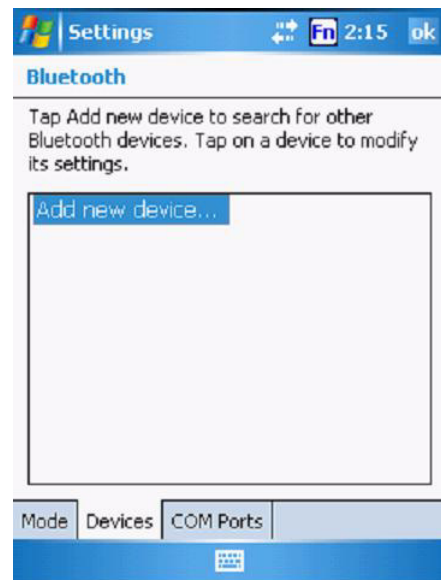 Settings Fn 2:15 ok
Bluetooth
Tap Add new device to search for other
Bluetooth devices. Tap on a device to modify
its settings.
Add new device...
Mode Devices COM Ports